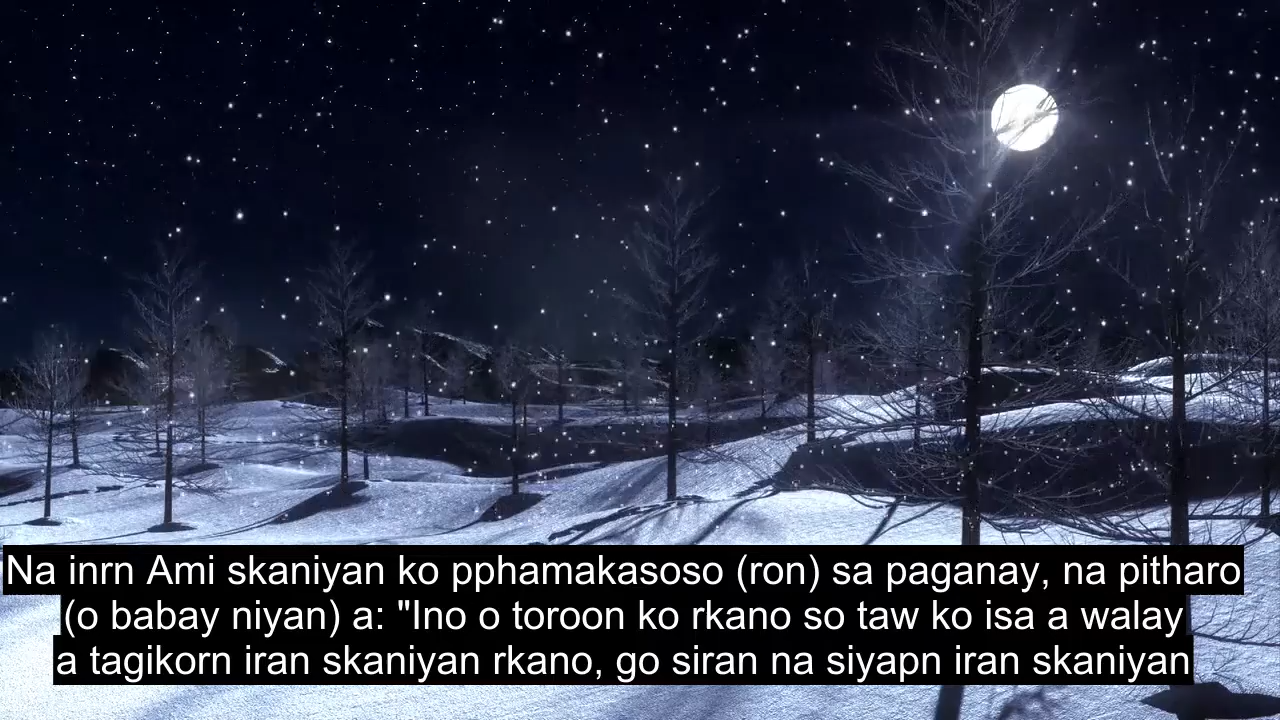 Na inrn Ami skaniyan ko pphamakasoso (ron) sa paganay, na pitharo
(o babay niyan) a: "Ino o toroon ko rkano so taw ko isa a walay
a tagikorn iran skaniyan rkano, go siran na siyapn iran skaniyan